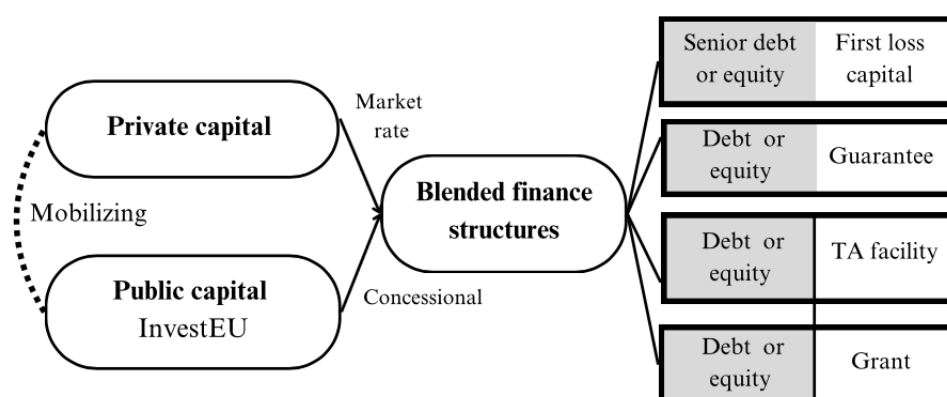 Private capital
Mobilizing
Public capital
InvestEU
Market
rate
Concessional
Blended finance
structures
Senior debt
or equity
First loss
capital
Debt or
equity
Guarantee
Debt or
equity
TA facility
Debt or
equity
Grant